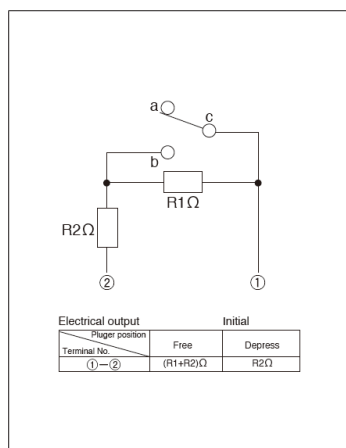 a
c
b
R1Ω
R2Ω
② ①
Electrical output Initial
Pluger position
Terminal No.
Free Depress
①—② (R1+R2)Ω R2Ω